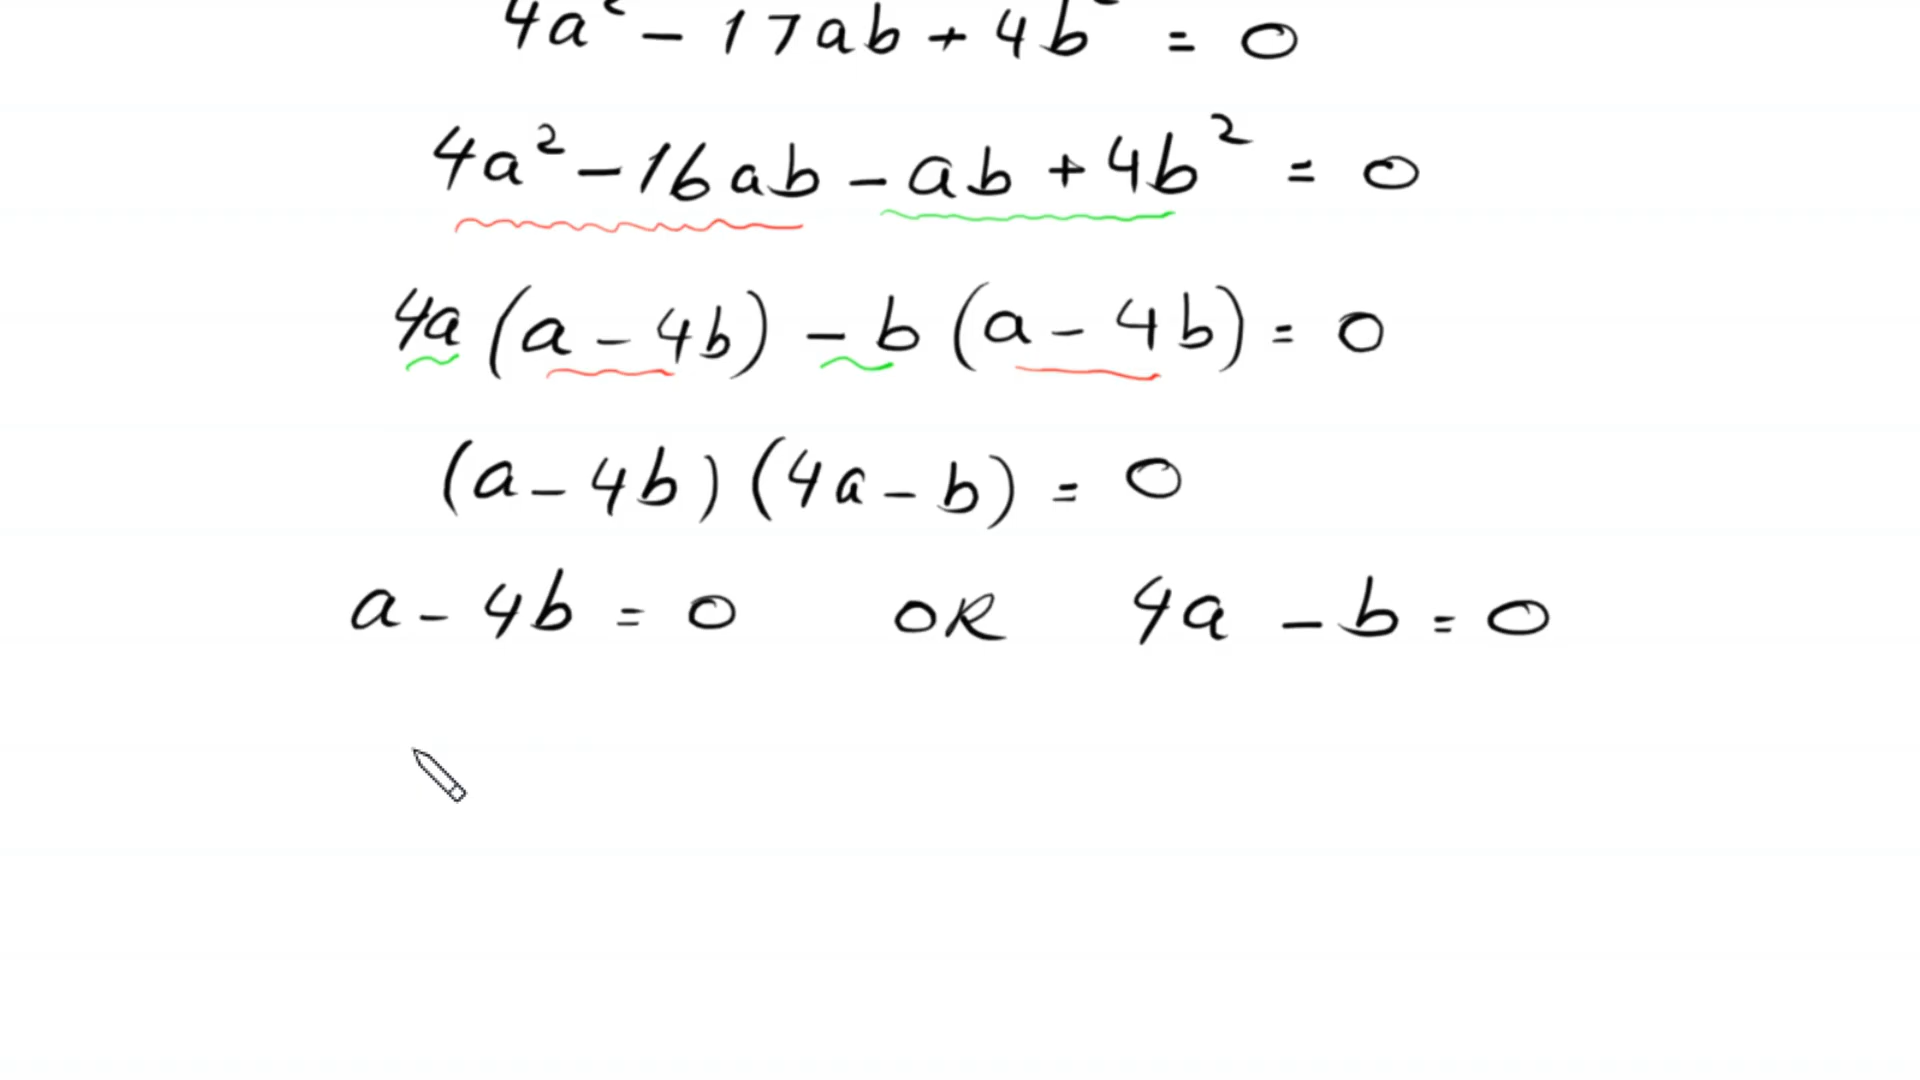 4a² - 17ab + 4b² = 0
4a² - 16ab - ab + 4b² = 0
4a (a - 4b) - b (a - 4b) = 0
(a - 4b) (4a - b) = 0
a - 4b = 0 OR 4a - b = 0